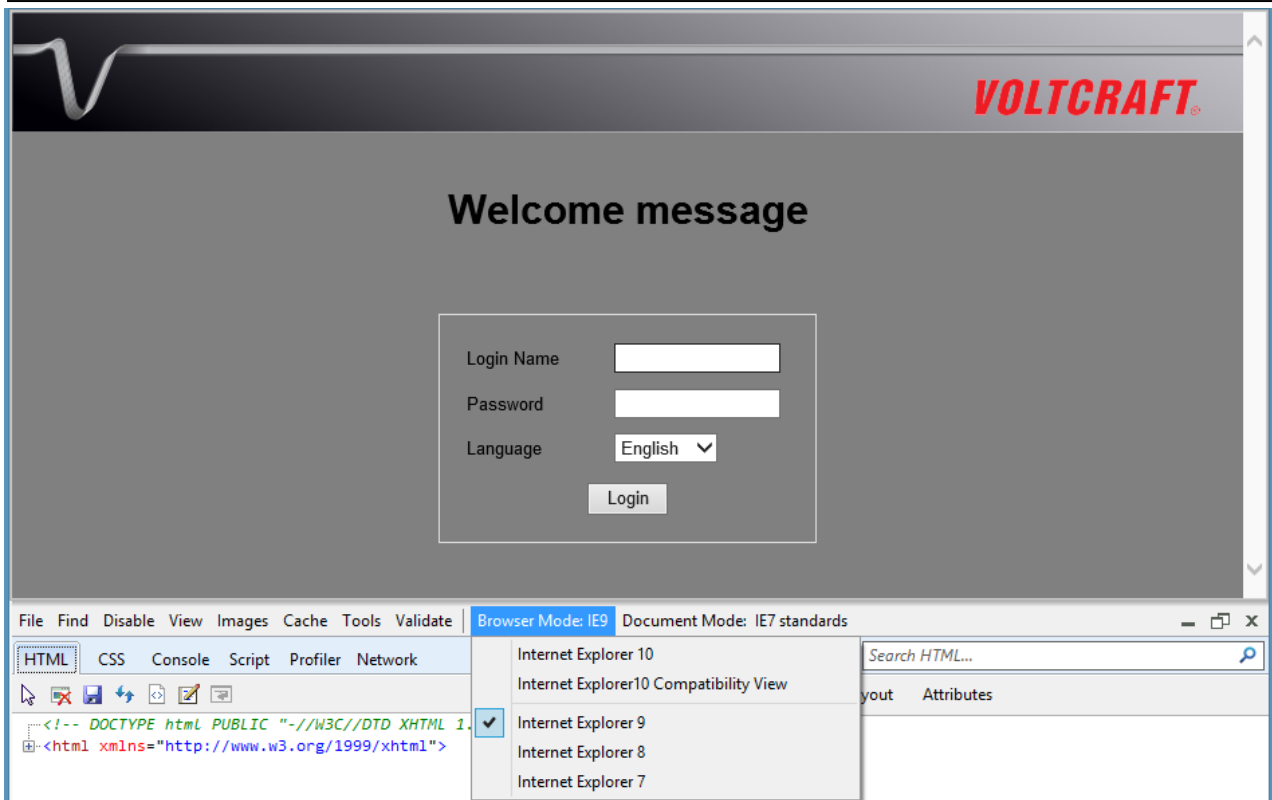 VOLTCRAFT®
Welcome message
Login Name
Password
Language English
Login
File Find Disable View Images Cache Tools Validate Browser Mode: IE9 Document Mode: IE7 standards
HTML CSS Console Script Profiler Network Search HTML...
Internet Explorer 10
Internet Explorer10 Compatibility View
yout Attributes
<!-- DOCTYPE html PUBLIC "-//W3C//DTD XHTML 1.
Internet Explorer 9
<html xmlns="http://www.w3.org/1999/xhtml">
Internet Explorer 8
Internet Explorer 7